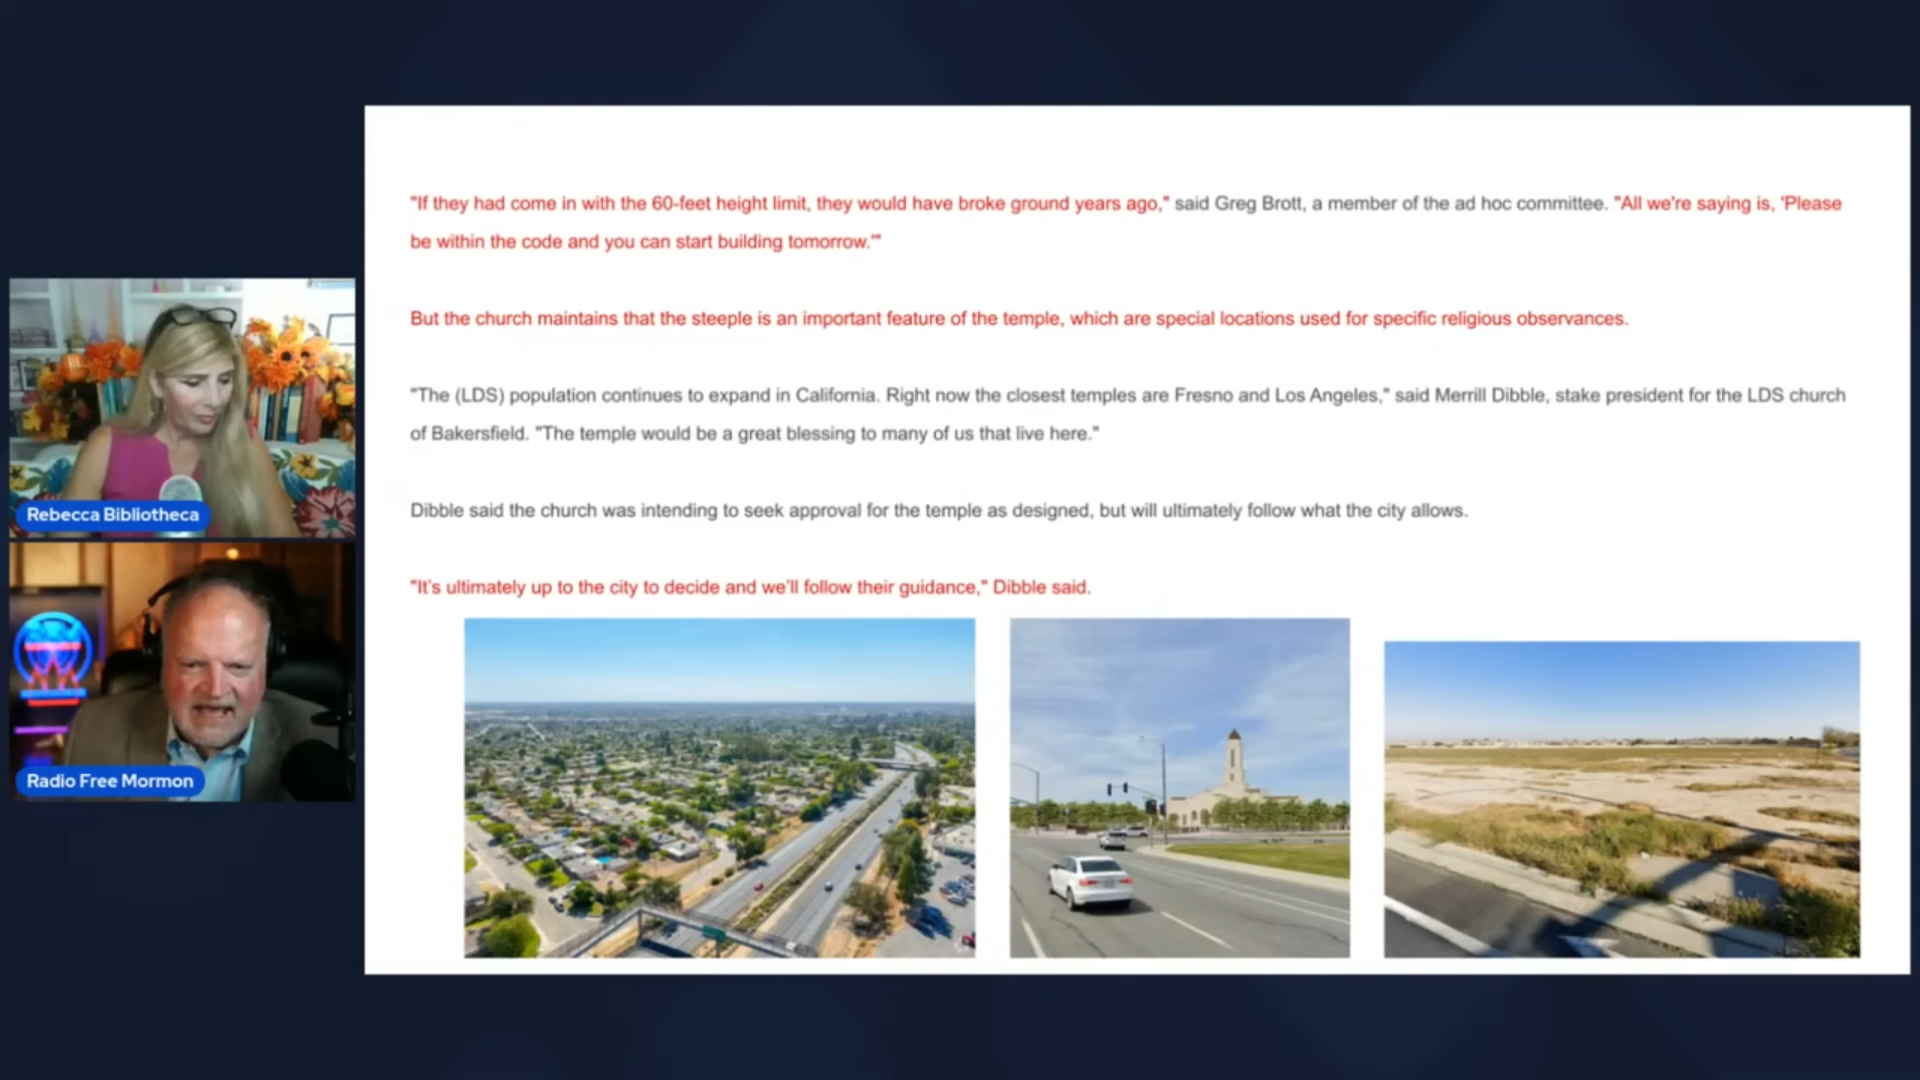 "If they had come in with the 60-feet height limit, they would have broke ground years ago," said Greg Brott, a member of the ad hoc committee. "All we're saying is, 'Please
be within the code and you can start building tomorrow.'"
But the church maintains that the steeple is an important feature of the temple, which are special locations used for specific religious observances.
"The (LDS) population continues to expand in California. Right now the closest temples are Fresno and Los Angeles," said Merrill Dibble, stake president for the LDS church
of Bakersfield. "The temple would be a great blessing to many of us that live here."
Dibble said the church was intending to seek approval for the temple as designed, but will ultimately follow what the city allows.
"It's ultimately up to the city to decide and we'll follow their guidance," Dibble said.
Rebecca Bibliotheca
Radio Free Mormon